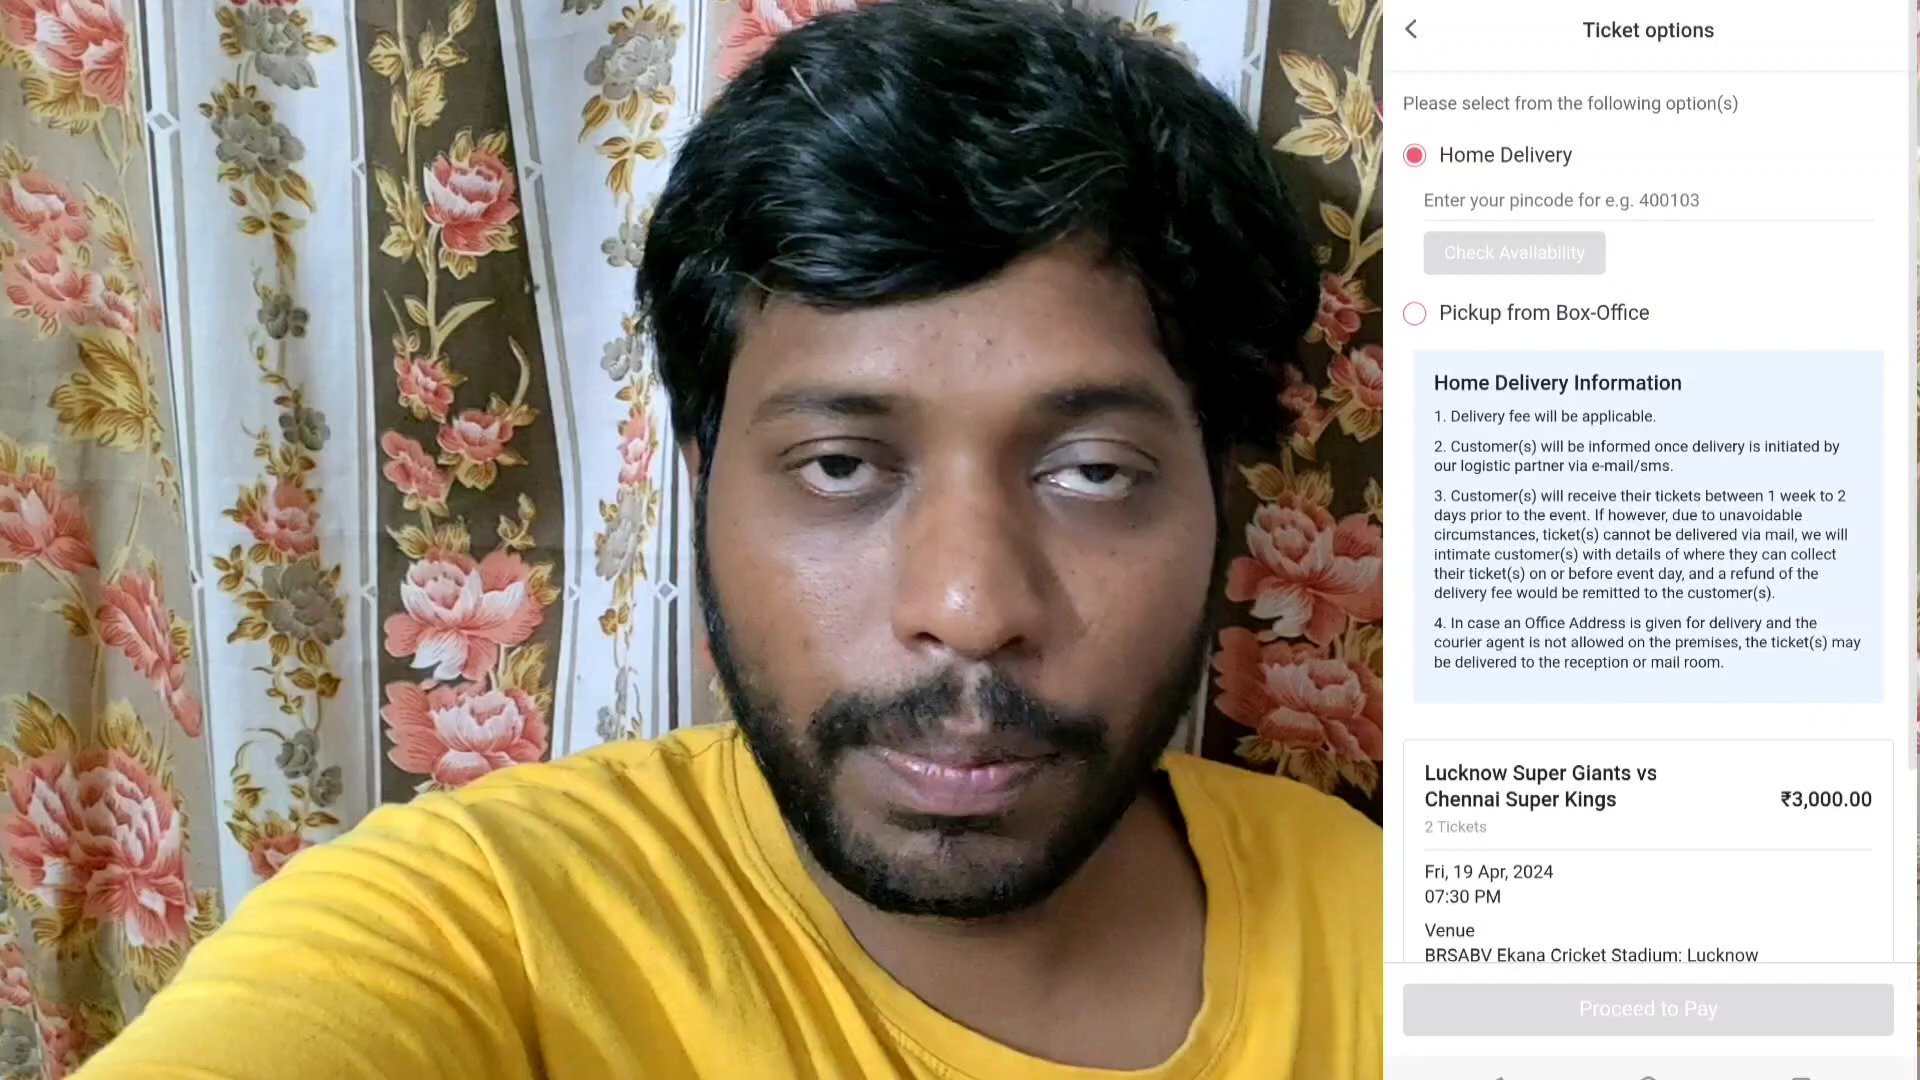 Ticket options
Please select from the following option(s)
Home Delivery
Enter your pincode for e.g. 400103
Check Availability
Pickup from Box-Office
Home Delivery Information
1. Delivery fee will be applicable.
2. Customer(s) will be informed once delivery is initiated by
our logistic partner via e-mail/sms.
3. Customer(s) will receive their tickets between 1 week to 2
days prior to the event. If however, due to unavoidable
circumstances, ticket(s) cannot be delivered via mail, we will
intimate customer(s) with details of where they can collect
their ticket(s) on or before event day, and a refund of the
delivery fee would be remitted to the customer(s).
4. In case an Office Address is given for delivery and the
courier agent is not allowed on the premises, the ticket(s) may
be delivered to the reception or mail room.
Lucknow Super Giants vs
Chennai Super Kings
₹3,000.00
2 Tickets
Fri, 19 Apr, 2024
07:30 PM
Venue
BRSABV Ekana Cricket Stadium: Lucknow
Proceed to Pay